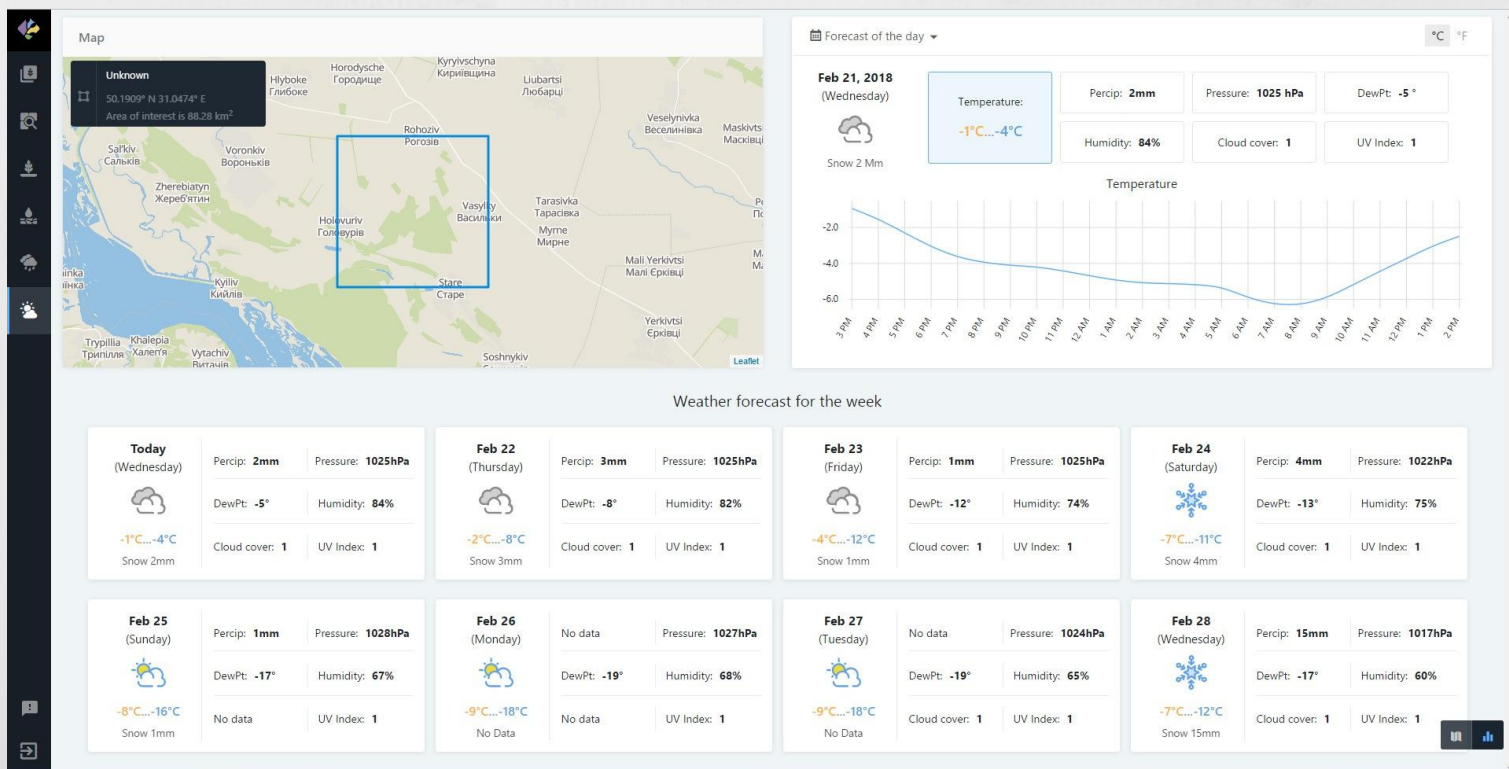 Map
Unknown
50.1909° N 31.0474° E
Area of interest is 88.28 km²
Hlyboke
Глибоке
Horodysche
Городище
Kyryivschyna
Кириївщина
Liubartsi
Любарці
Veselynivka
Веселинівка
Maskivts
Масківці
Rohoziv
Рогозів
Sal'kiv
Сальків
Voronkiv
Вороньків
Zherebiatyn
Жереб'ятин
Holovuriv
Головурів
Vasylky
Васильки
Tarasivka
Тарасівка
Myrne
Мирне
Mali Yerkivtsi
Малі Єрківці
Kyiliv
Кийлів
Stare
Старе
Yerkivtsi
Єрківці
Trypillia
Трипілля
Khalepia
Халеп'я
Vytachiv
Витачів
Soshnykiv
Leaflet
Forecast of the day
°C °F
Feb 21, 2018
(Wednesday)
Snow 2 Mm
Temperature:
-1°C...-4°C
Percip: 2mm
Pressure: 1025 hPa
DewPt: -5 °
Humidity: 84%
Cloud cover: 1
UV Index: 1
Temperature
-2.0
-4.0
-6.0
3 PM 4 PM 5 PM 6 PM 7 PM 8 PM 9 PM 10 PM 11 PM 12 AM 1 AM 2 AM 3 AM 4 AM 5 AM 6 AM 7 AM 8 AM 9 AM 10 AM 11 AM 12 PM 1 PM 2 PM
Weather forecast for the week
Today
(Wednesday)
-1°C...-4°C
Snow 2mm
Percip: 2mm
Pressure: 1025hPa
DewPt: -5°
Humidity: 84%
Cloud cover: 1
UV Index: 1
Feb 22
(Thursday)
-2°C...-8°C
Snow 3mm
Percip: 3mm
Pressure: 1025hPa
DewPt: -8°
Humidity: 82%
Cloud cover: 1
UV Index: 1
Feb 23
(Friday)
-4°C...-12°C
Snow 1mm
Percip: 1mm
Pressure: 1025hPa
DewPt: -12°
Humidity: 74%
Cloud cover: 1
UV Index: 1
Feb 24
(Saturday)
-7°C...-11°C
Snow 4mm
Percip: 4mm
Pressure: 1022hPa
DewPt: -13°
Humidity: 75%
Cloud cover: 1
UV Index: 1
Feb 25
(Sunday)
-8°C...-16°C
Snow 1mm
Percip: 1mm
Pressure: 1028hPa
DewPt: -17°
Humidity: 67%
No data
UV Index: 1
Feb 26
(Monday)
-9°C...-18°C
No Data
No data
Pressure: 1027hPa
DewPt: -19°
Humidity: 68%
No data
UV Index: 1
Feb 27
(Tuesday)
-9°C...-18°C
No Data
No data
Pressure: 1024hPa
DewPt: -19°
Humidity: 65%
Cloud cover: 1
UV Index: 1
Feb 28
(Wednesday)
-7°C...-12°C
Snow 15mm
Percip: 15mm
Pressure: 1017hPa
DewPt: -17°
Humidity: 60%
Cloud cover: 1
UV Index: 1